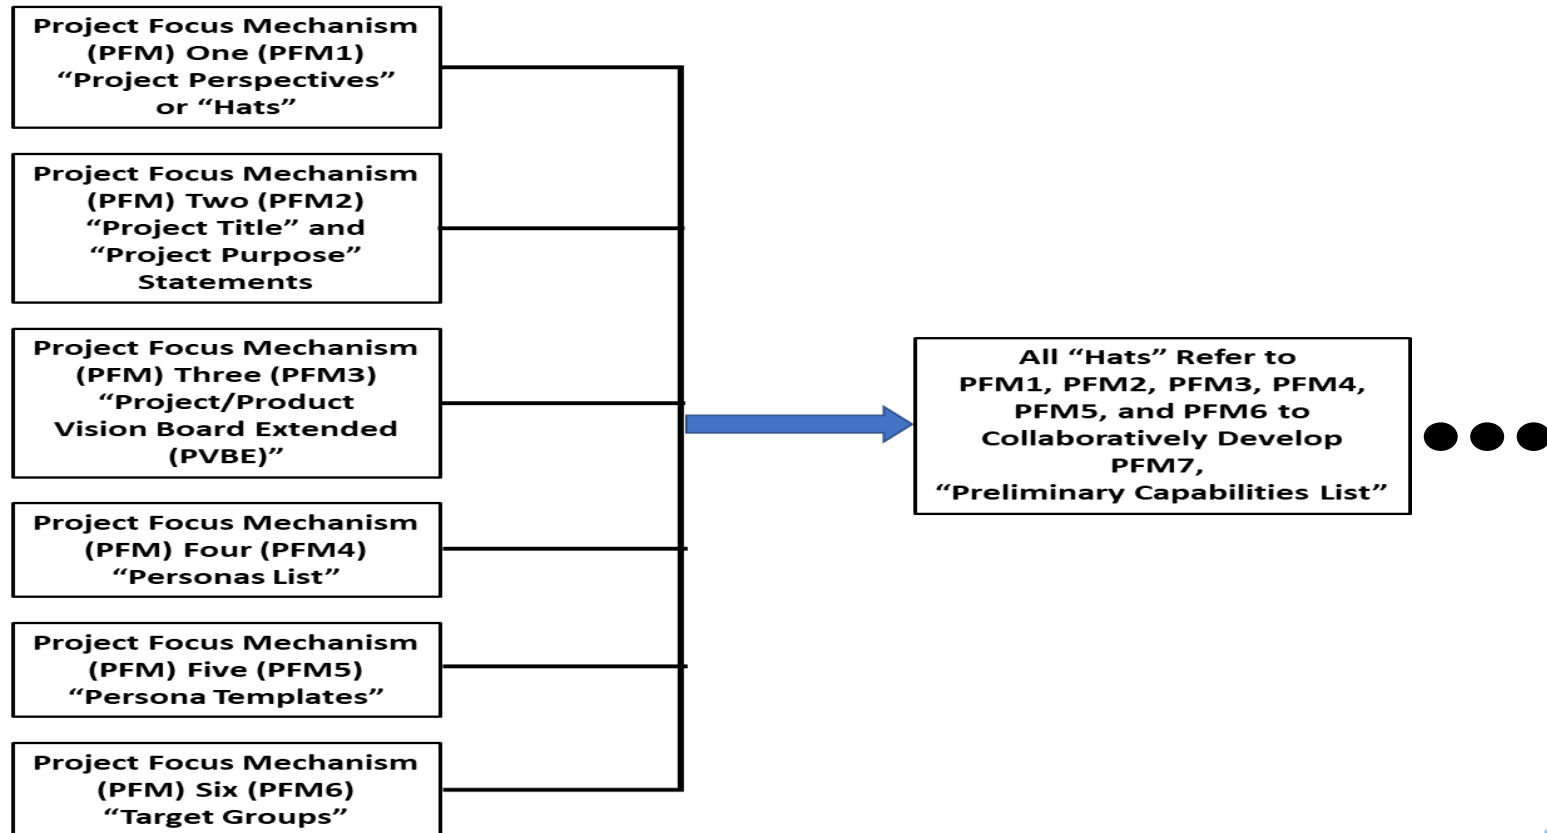 Project Focus Mechanism
(PFM) One (PFM1)
“Project Perspectives”
or “Hats”
Project Focus Mechanism
(PFM) Two (PFM2)
“Project Title” and
“Project Purpose”
Statements
Project Focus Mechanism
(PFM) Three (PFM3)
“Project/Product
Vision Board Extended
(PVBE)”
Project Focus Mechanism
(PFM) Four (PFM4)
“Personas List”
Project Focus Mechanism
(PFM) Five (PFM5)
“Persona Templates”
Project Focus Mechanism
(PFM) Six (PFM6)
“Target Groups”
All “Hats” Refer to
PFM1, PFM2, PFM3, PFM4,
PFM5, and PFM6 to
Collaboratively Develop
PFM7,
“Preliminary Capabilities List”